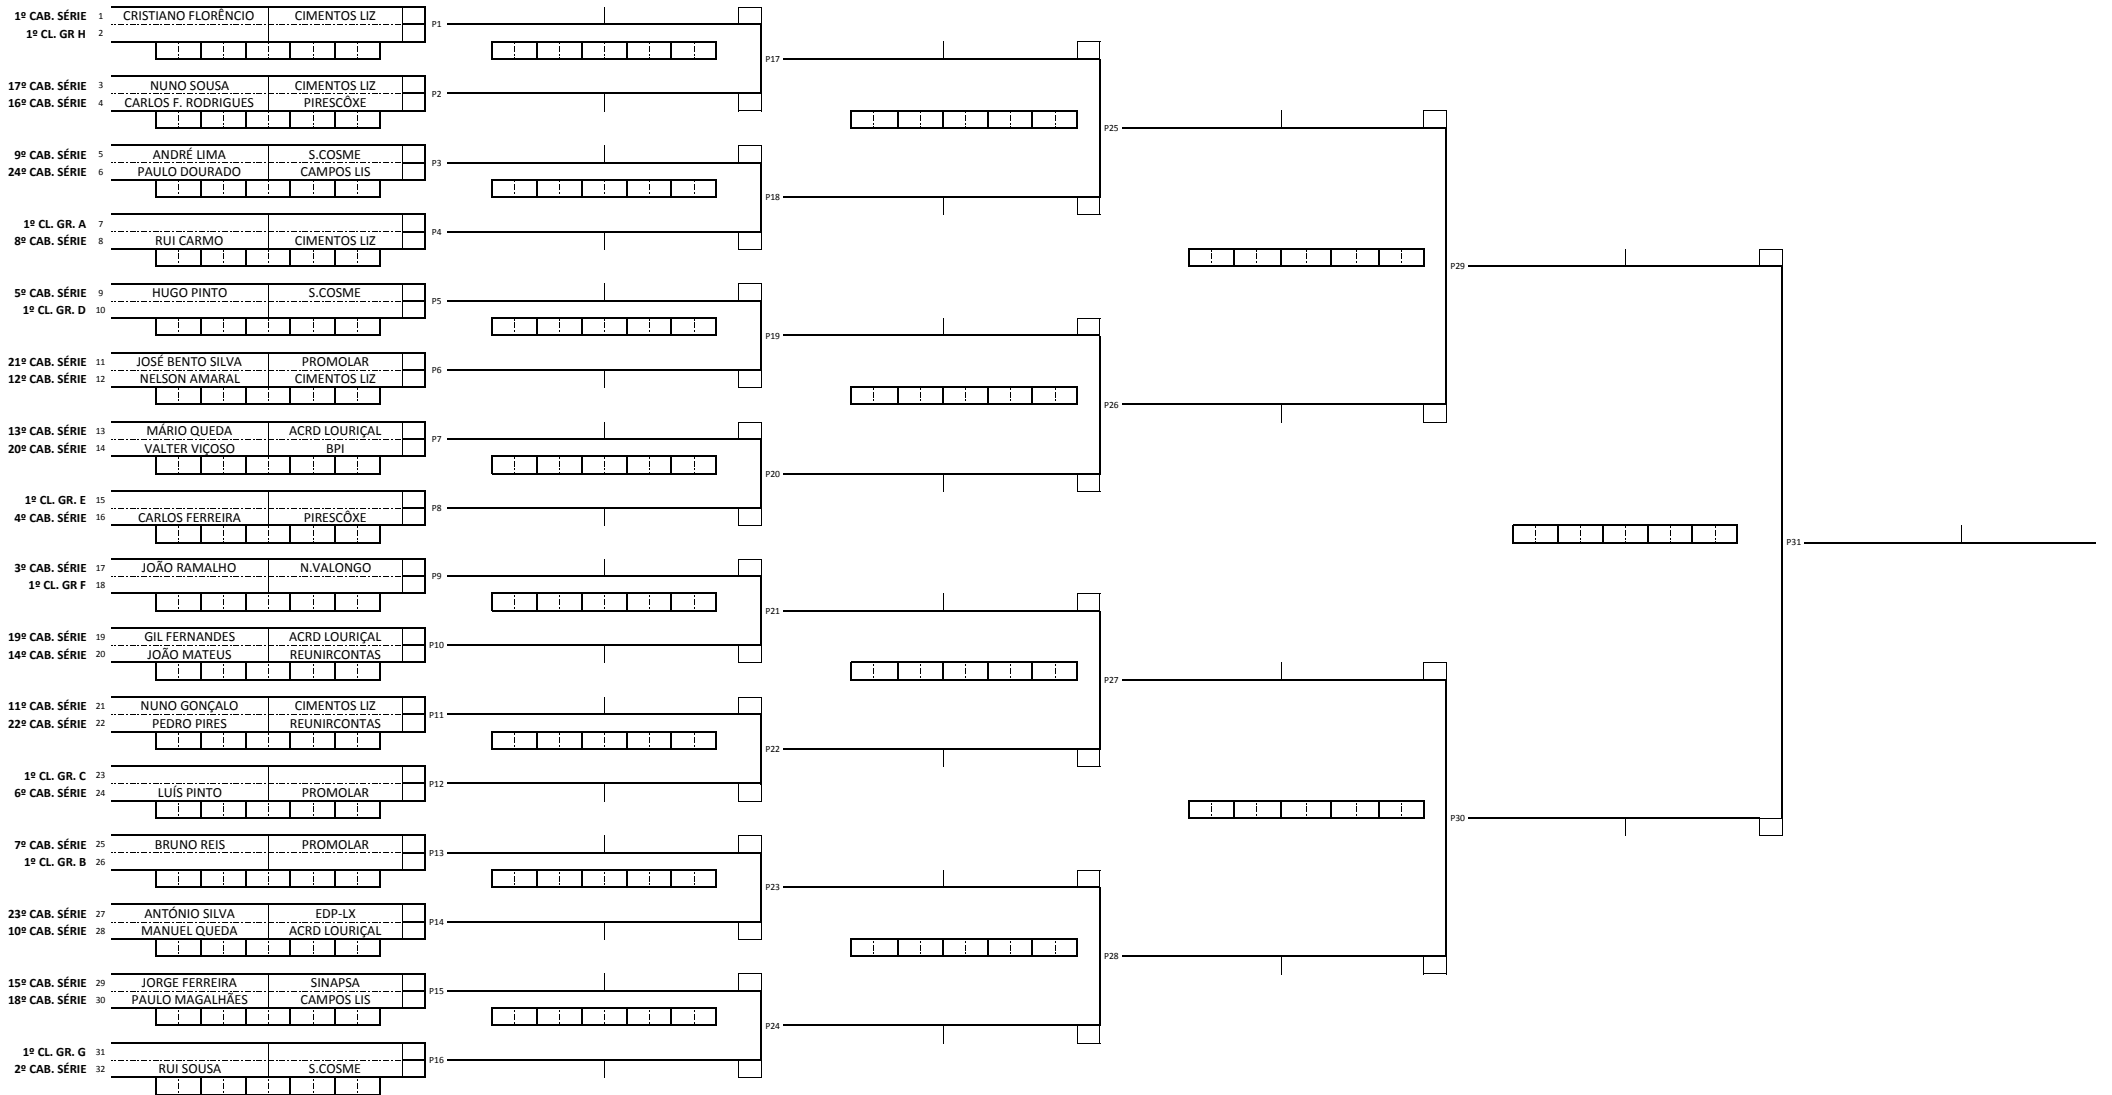 1º CAB. SÉRIE 1 CRISTIANO FLORÊNCIO CIMENTOS LIZ
P1
1º CL. GR H 2
P17
17º CAB. SÉRIE 3 NUNO SOUSA CIMENTOS LIZ
P2
16º CAB. SÉRIE 4 CARLOS F. RODRIGUES PIRESCÔXE
P25
9º CAB. SÉRIE 5 ANDRÉ LIMA S.COSME
P3
24º CAB. SÉRIE 6 PAULO DOURADO CAMPOS LIS
P18
1º CL. GR. A 7
P4
8º CAB. SÉRIE 8 RUI CARMO CIMENTOS LIZ
P29
5º CAB. SÉRIE 9 HUGO PINTO S.COSME
P5
1º CL. GR. D 10
P19
21º CAB. SÉRIE 11 JOSÉ BENTO SILVA PROMOLAR
P6
12º CAB. SÉRIE 12 NELSON AMARAL CIMENTOS LIZ
P26
13º CAB. SÉRIE 13 MÁRIO QUEDA ACRD LOURIÇAL
P7
20º CAB. SÉRIE 14 VALTER VIÇOSO BPI
P20
1º CL. GR. E 15
P8
4º CAB. SÉRIE 16 CARLOS FERREIRA PIRESCÔXE
P31
3º CAB. SÉRIE 17 JOÃO RAMALHO N.VALONGO
P9
1º CL. GR F 18
P21
19º CAB. SÉRIE 19 GIL FERNANDES ACRD LOURIÇAL
P10
14º CAB. SÉRIE 20 JOÃO MATEUS REUNIRCONTAS
P27
11º CAB. SÉRIE 21 NUNO GONÇALO CIMENTOS LIZ
P11
22º CAB. SÉRIE 22 PEDRO PIRES REUNIRCONTAS
P22
1º CL. GR. C 23
P12
6º CAB. SÉRIE 24 LUÍS PINTO PROMOLAR
P30
7º CAB. SÉRIE 25 BRUNO REIS PROMOLAR
P13
1º CL. GR. B 26
P23
23º CAB. SÉRIE 27 ANTÓNIO SILVA EDP-LX
P14
10º CAB. SÉRIE 28 MANUEL QUEDA ACRD LOURIÇAL
P28
15º CAB. SÉRIE 29 JORGE FERREIRA SINAPSA
P15
18º CAB. SÉRIE 30 PAULO MAGALHÃES CAMPOS LIS
P24
1º CL. GR. G 31
P16
2º CAB. SÉRIE 32 RUI SOUSA S.COSME